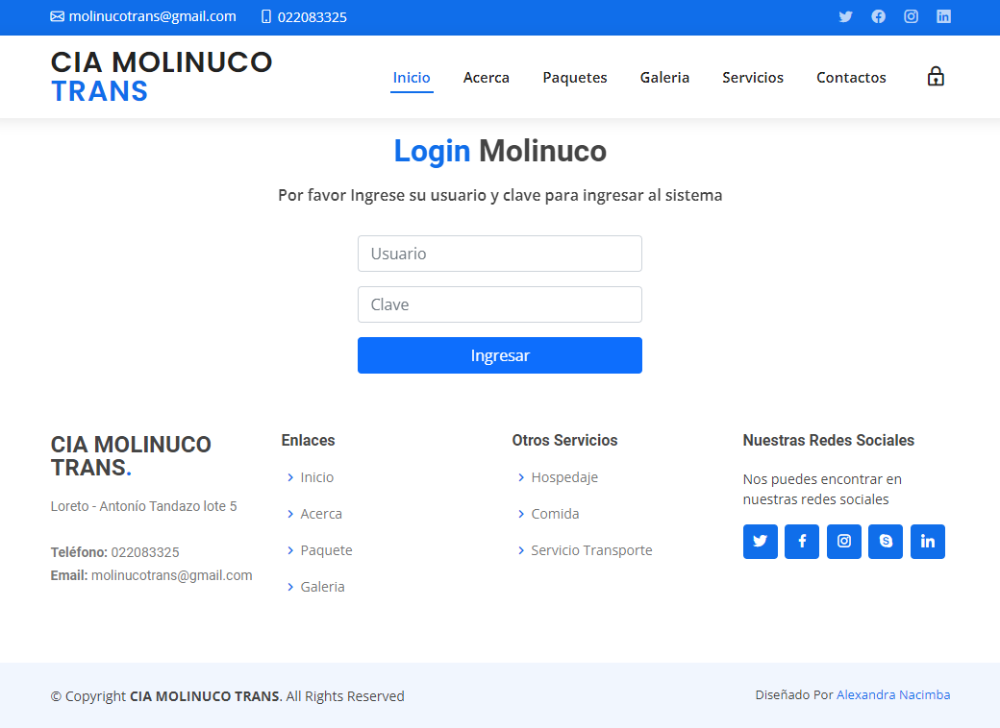 molinucotrans@gmail.com 022083325
CIA MOLINUCO
TRANS
Inicio Acerca Paquetes Galeria Servicios Contactos
Login Molinuco
Por favor Ingrese su usuario y clave para ingresar al sistema
Usuario
Clave
Ingresar
CIA MOLINUCO
TRANS.
Loreto - Antonío Tandazo lote 5
Teléfono: 022083325
Email: molinucotrans@gmail.com
Enlaces
Inicio
Acerca
Paquete
Galeria
Otros Servicios
Hospedaje
Comida
Servicio Transporte
Nuestras Redes Sociales
Nos puedes encontrar en
nuestras redes sociales
© Copyright CIA MOLINUCO TRANS. All Rights Reserved
Diseñado Por Alexandra Nacimba